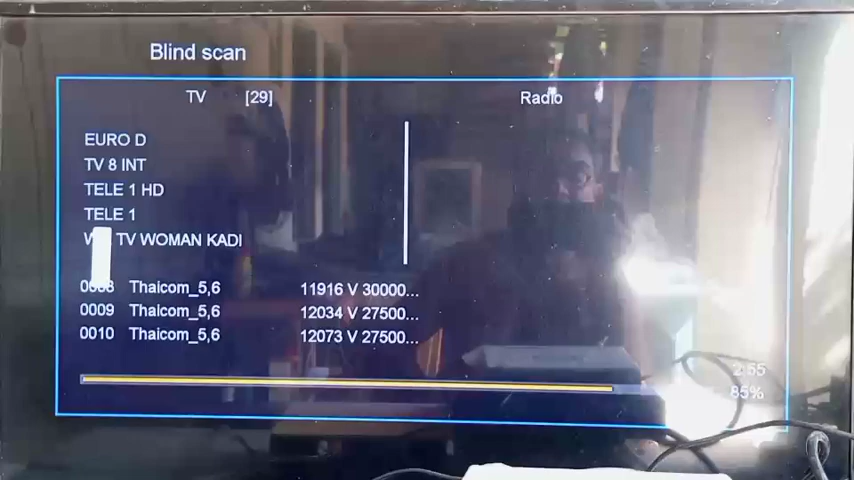 Blind scan
TV [29] Radio
EURO D
TV 8 INT
TELE 1 HD
TELE 1
TV WOMAN KADI
0008 Thaicom_5,6 11916 V 30000...
0009 Thaicom_5,6 12034 V 27500...
0010 Thaicom_5,6 12073 V 27500...
2:55
85%